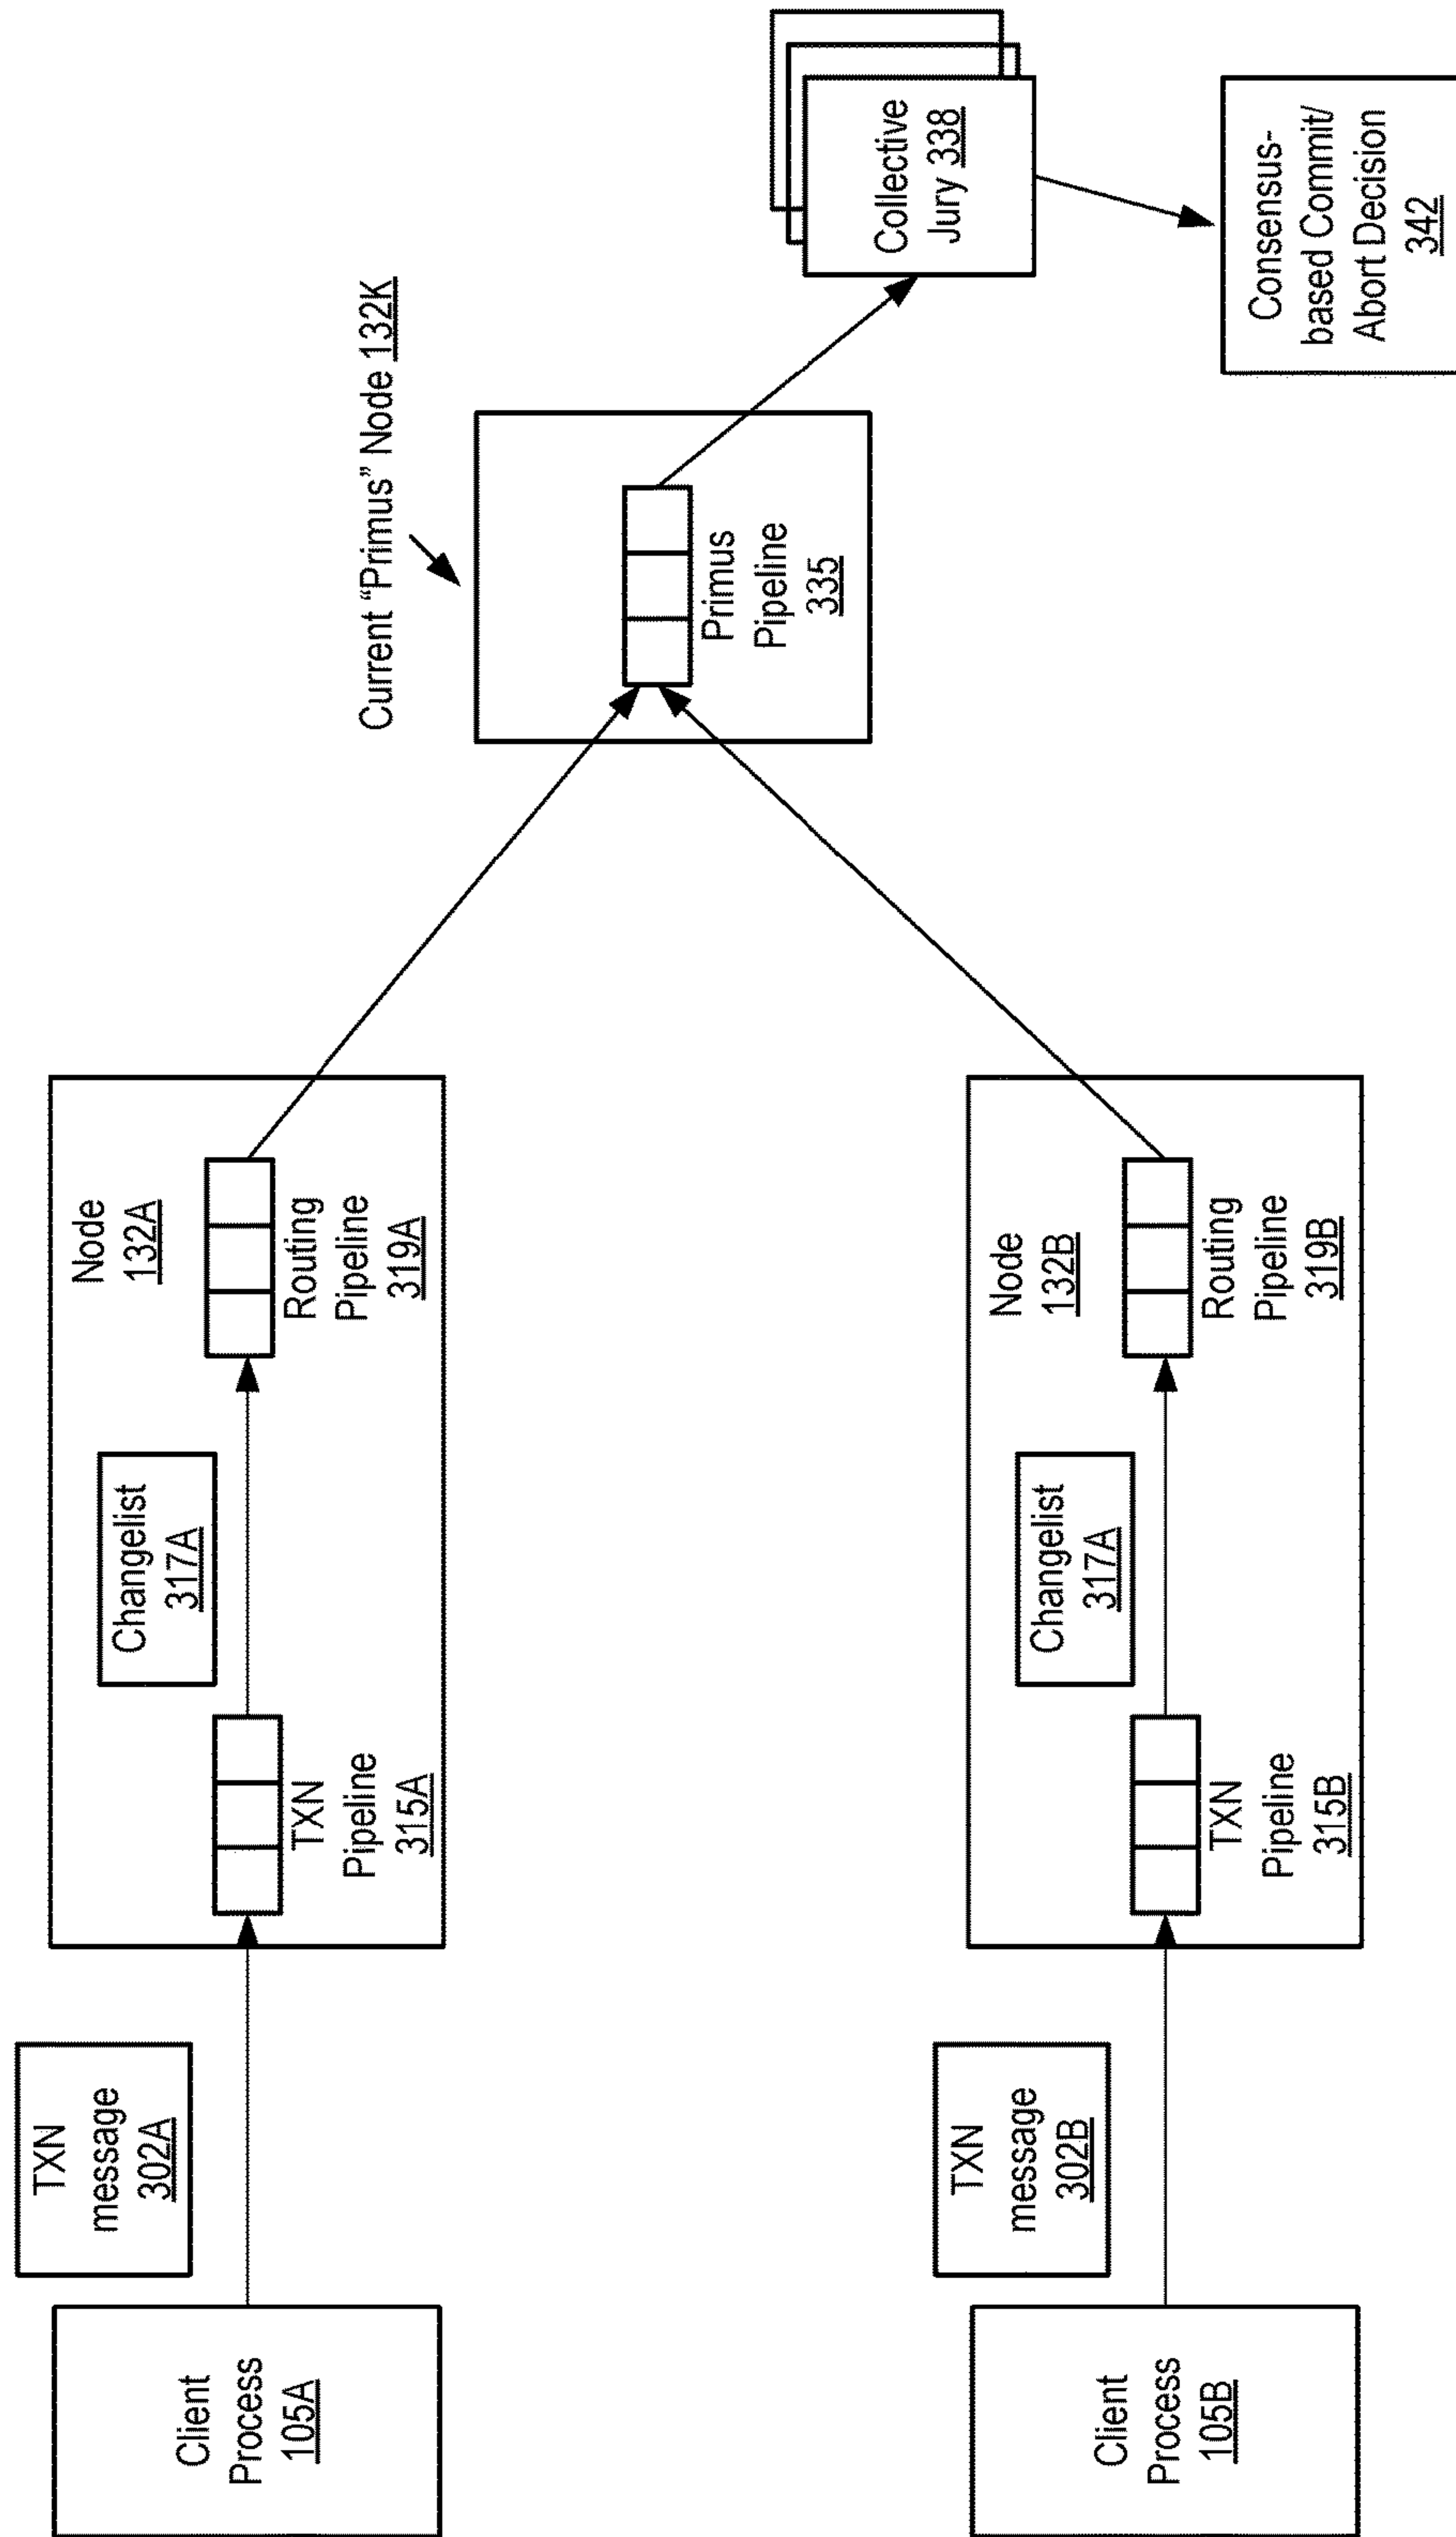 Client
Process
105A
TXN
message
302A
TXN
Pipeline
315A
Changelist
317A
Node
132A
Routing
Pipeline
319A
Client
Process
105B
TXN
message
302B
TXN
Pipeline
315B
Changelist
317A
Node
132B
Routing
Pipeline
319B
Current “Primus” Node 132K
Primus
Pipeline
335
Collective
Jury 338
Consensus-
based Commit/
Abort Decision
342